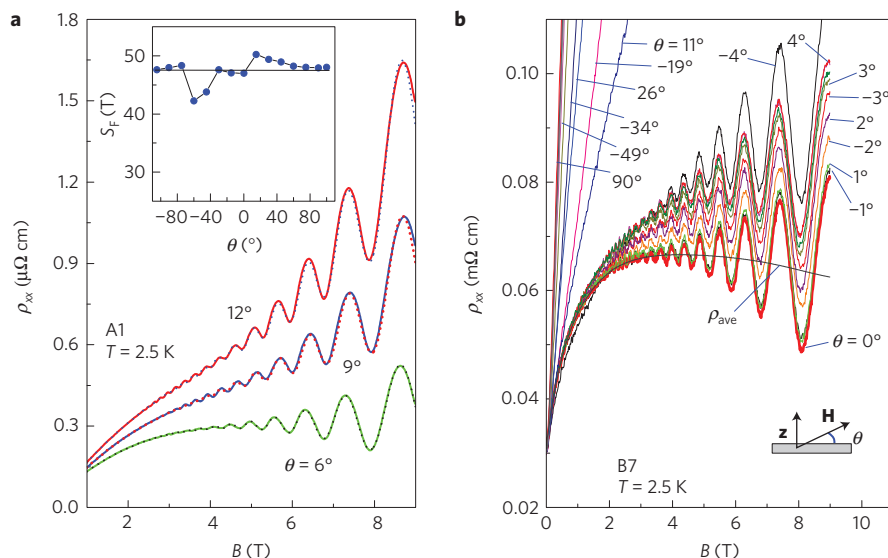 a
ρxx (μΩ cm)
1.8
1.5
1.2
0.9
0.6
0.3
0.0
2 4 6 8
B (T)
SF (T)
50
40
30
−80 −40 0 40 80
θ (°)
A1
T = 2.5 K
12°
9°
θ = 6°
b
ρxx (mΩ cm)
0.10
0.08
0.06
0.04
0.02
0 2 4 6 8 10
B (T)
θ = 11°
−19°
26°
−34°
−49°
90°
−4°
4°
3°
−3°
2°
−2°
1°
−1°
ρave
θ = 0°
z H θ
B7
T = 2.5 K